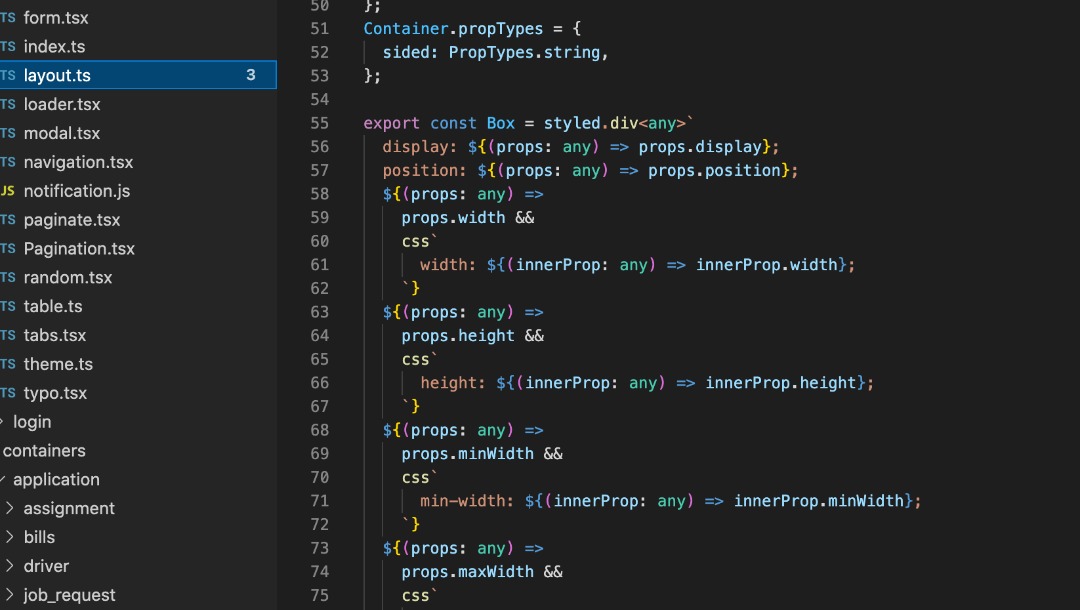 TS form.tsx
TS index.ts
TS layout.ts 3
TS loader.tsx
TS modal.tsx
TS navigation.tsx
JS notification.js
TS paginate.tsx
TS Pagination.tsx
TS random.tsx
TS table.ts
TS tabs.tsx
TS theme.ts
TS typo.tsx
> login
containers
application
> assignment
> bills
> driver
> job_request
50 };
51 Container.propTypes = {
52 sided: PropTypes.string,
53 };
54
55 export const Box = styled.div<any>`
56 display: ${(props: any) => props.display};
57 position: ${(props: any) => props.position};
58 ${(props: any) =>
59 props.width &&
60 css`
61 width: ${(innerProp: any) => innerProp.width};
62 `}
63 ${(props: any) =>
64 props.height &&
65 css`
66 height: ${(innerProp: any) => innerProp.height};
67 `}
68 ${(props: any) =>
69 props.minWidth &&
70 css`
71 min-width: ${(innerProp: any) => innerProp.minWidth};
72 `}
73 ${(props: any) =>
74 props.maxWidth &&
75 css`